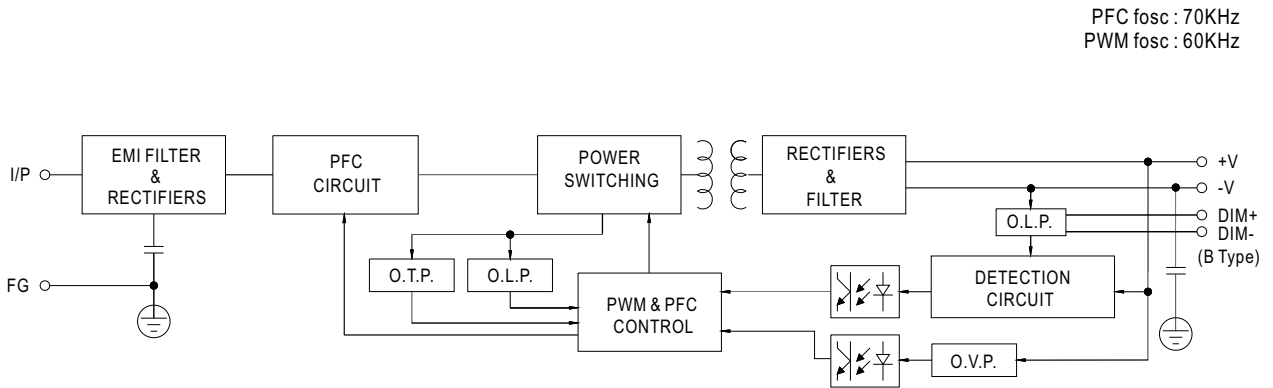 PFC fosc : 70KHz
PWM fosc : 60KHz
I/P
EMI FILTER
&
RECTIFIERS
PFC
CIRCUIT
POWER
SWITCHING
RECTIFIERS
&
FILTER
+V
-V
DIM+
DIM-
(B Type)
O.L.P.
FG
O.T.P.
O.L.P.
PWM & PFC
CONTROL
DETECTION
CIRCUIT
O.V.P.